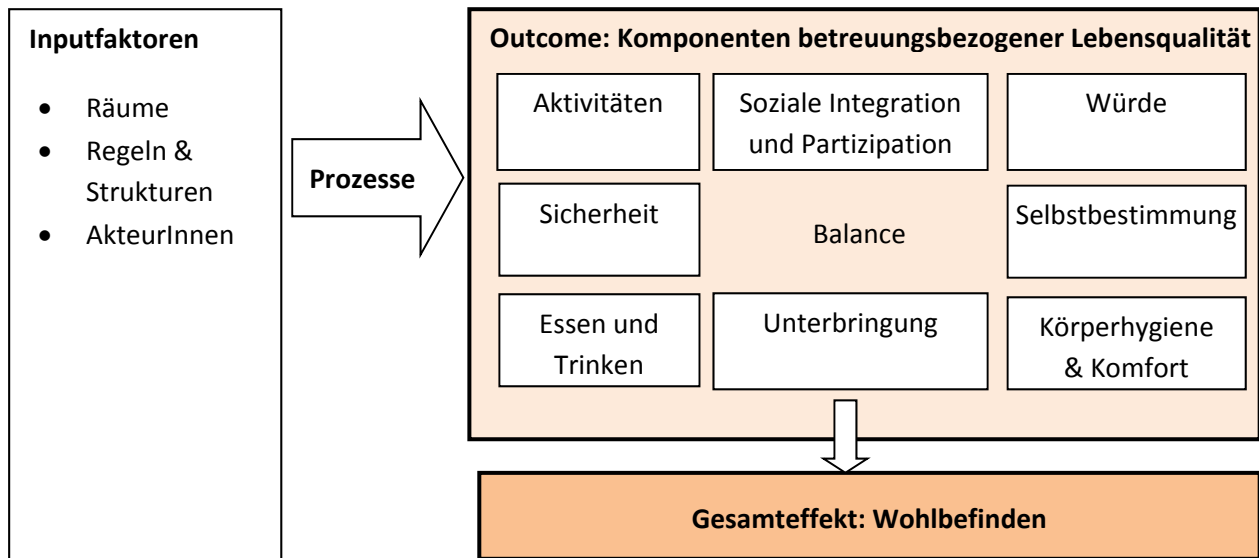 Inputfaktoren
• Räume
• Regeln &
Strukturen
• AkteurInnen
Prozesse
Outcome: Komponenten betreuungsbezogener Lebensqualität
Aktivitäten
Soziale Integration
und Partizipation
Würde
Sicherheit
Balance
Selbstbestimmung
Essen und
Trinken
Unterbringung
Körperhygiene
& Komfort
Gesamteffekt: Wohlbefinden